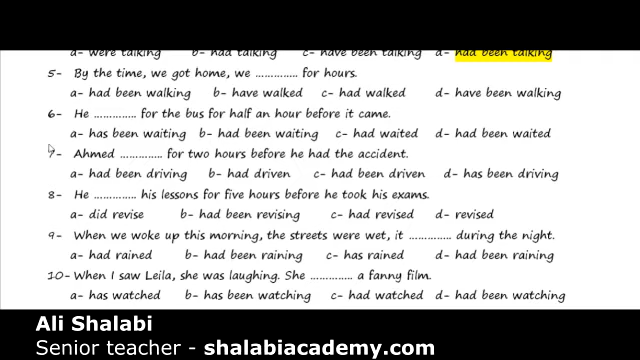 a- were talking b- had talking c- have been talking d- had been talking
5- By the time, we got home, we .............. for hours.
a- had been walking b- have walked c- had walked d- have been walking
6- He .............. for the bus for half an hour before it came.
a- has been waiting b- had been waiting c- had waited d- had been waited
7- Ahmed .............. for two hours before he had the accident.
a- had been driving b- had driven c- had been driven d- has been driving
8- He .............. his lessons for five hours before he took his exams.
a- did revise b- had been revising c- had revised d- revised
9- When we woke up this morning, the streets were wet, it .............. during the night.
a- had rained b- had been raining c- has rained d- had been raining
10- When I saw Leila, she was laughing. She .............. a fanny film.
a- has watched b- has been watching c- had watched d- had been watching
Ali Shalabi
Senior teacher - shalabiacademy.com